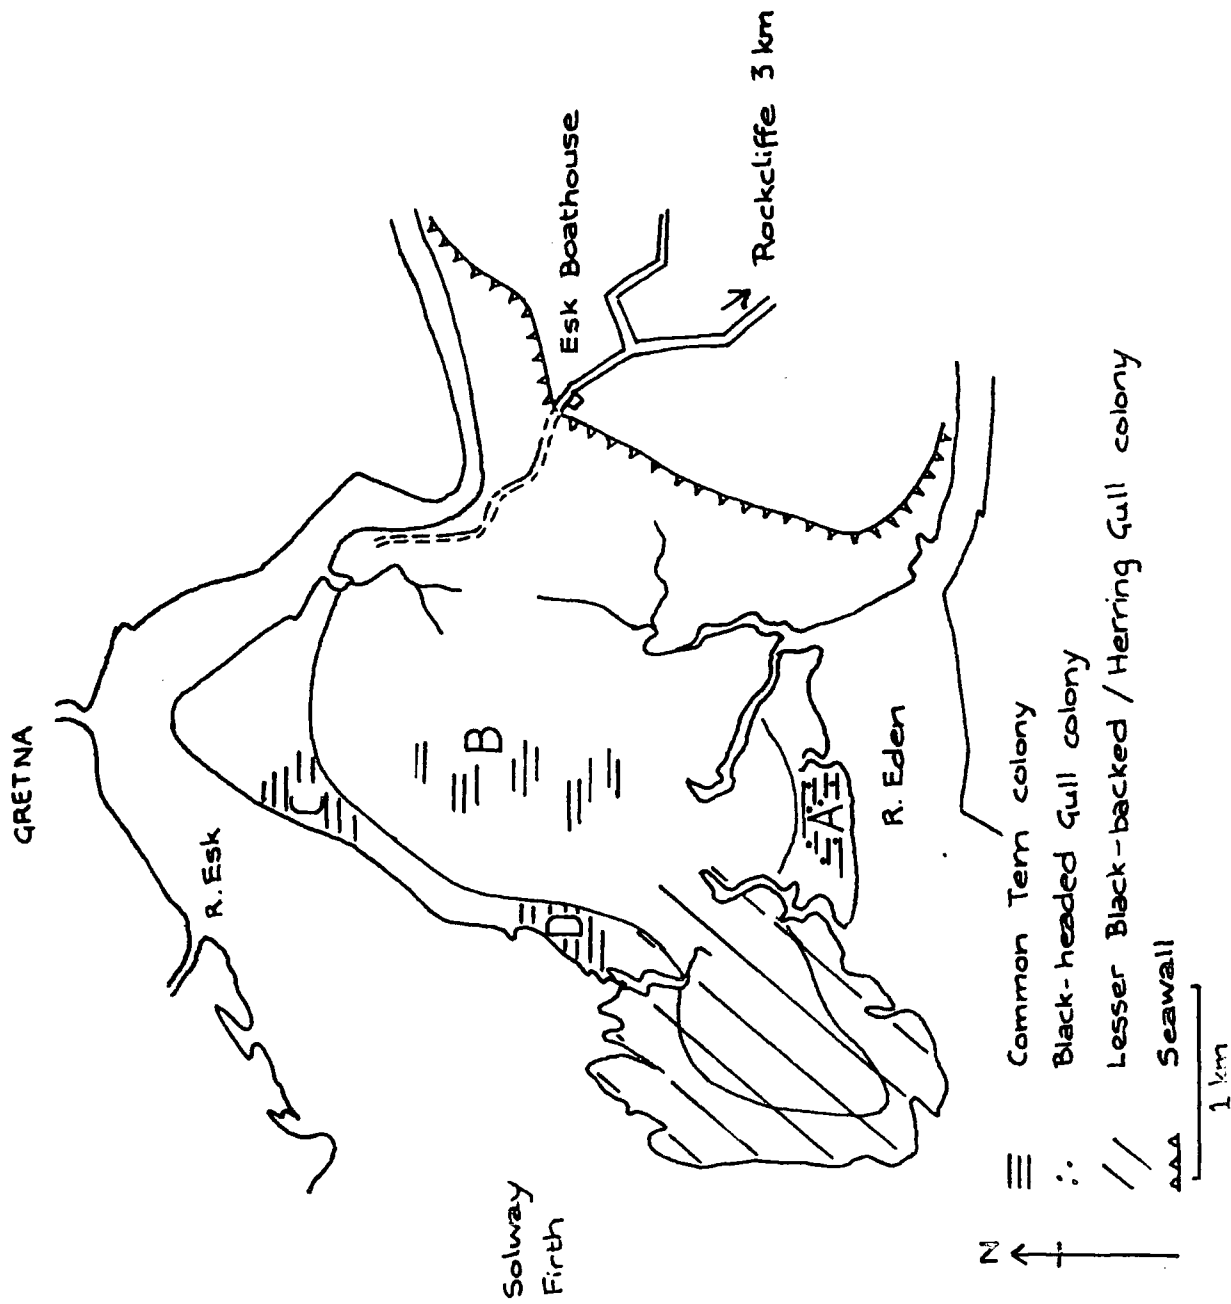 GRETNA
R. Esk
Solway
Firth
C
D
B
A
Esk Boathouse
Rockcliffe 3 km
R. Eden
N
Common Tern colony
Black-headed Gull colony
Lesser Black-backed / Herring Gull colony
Seawall
1 km